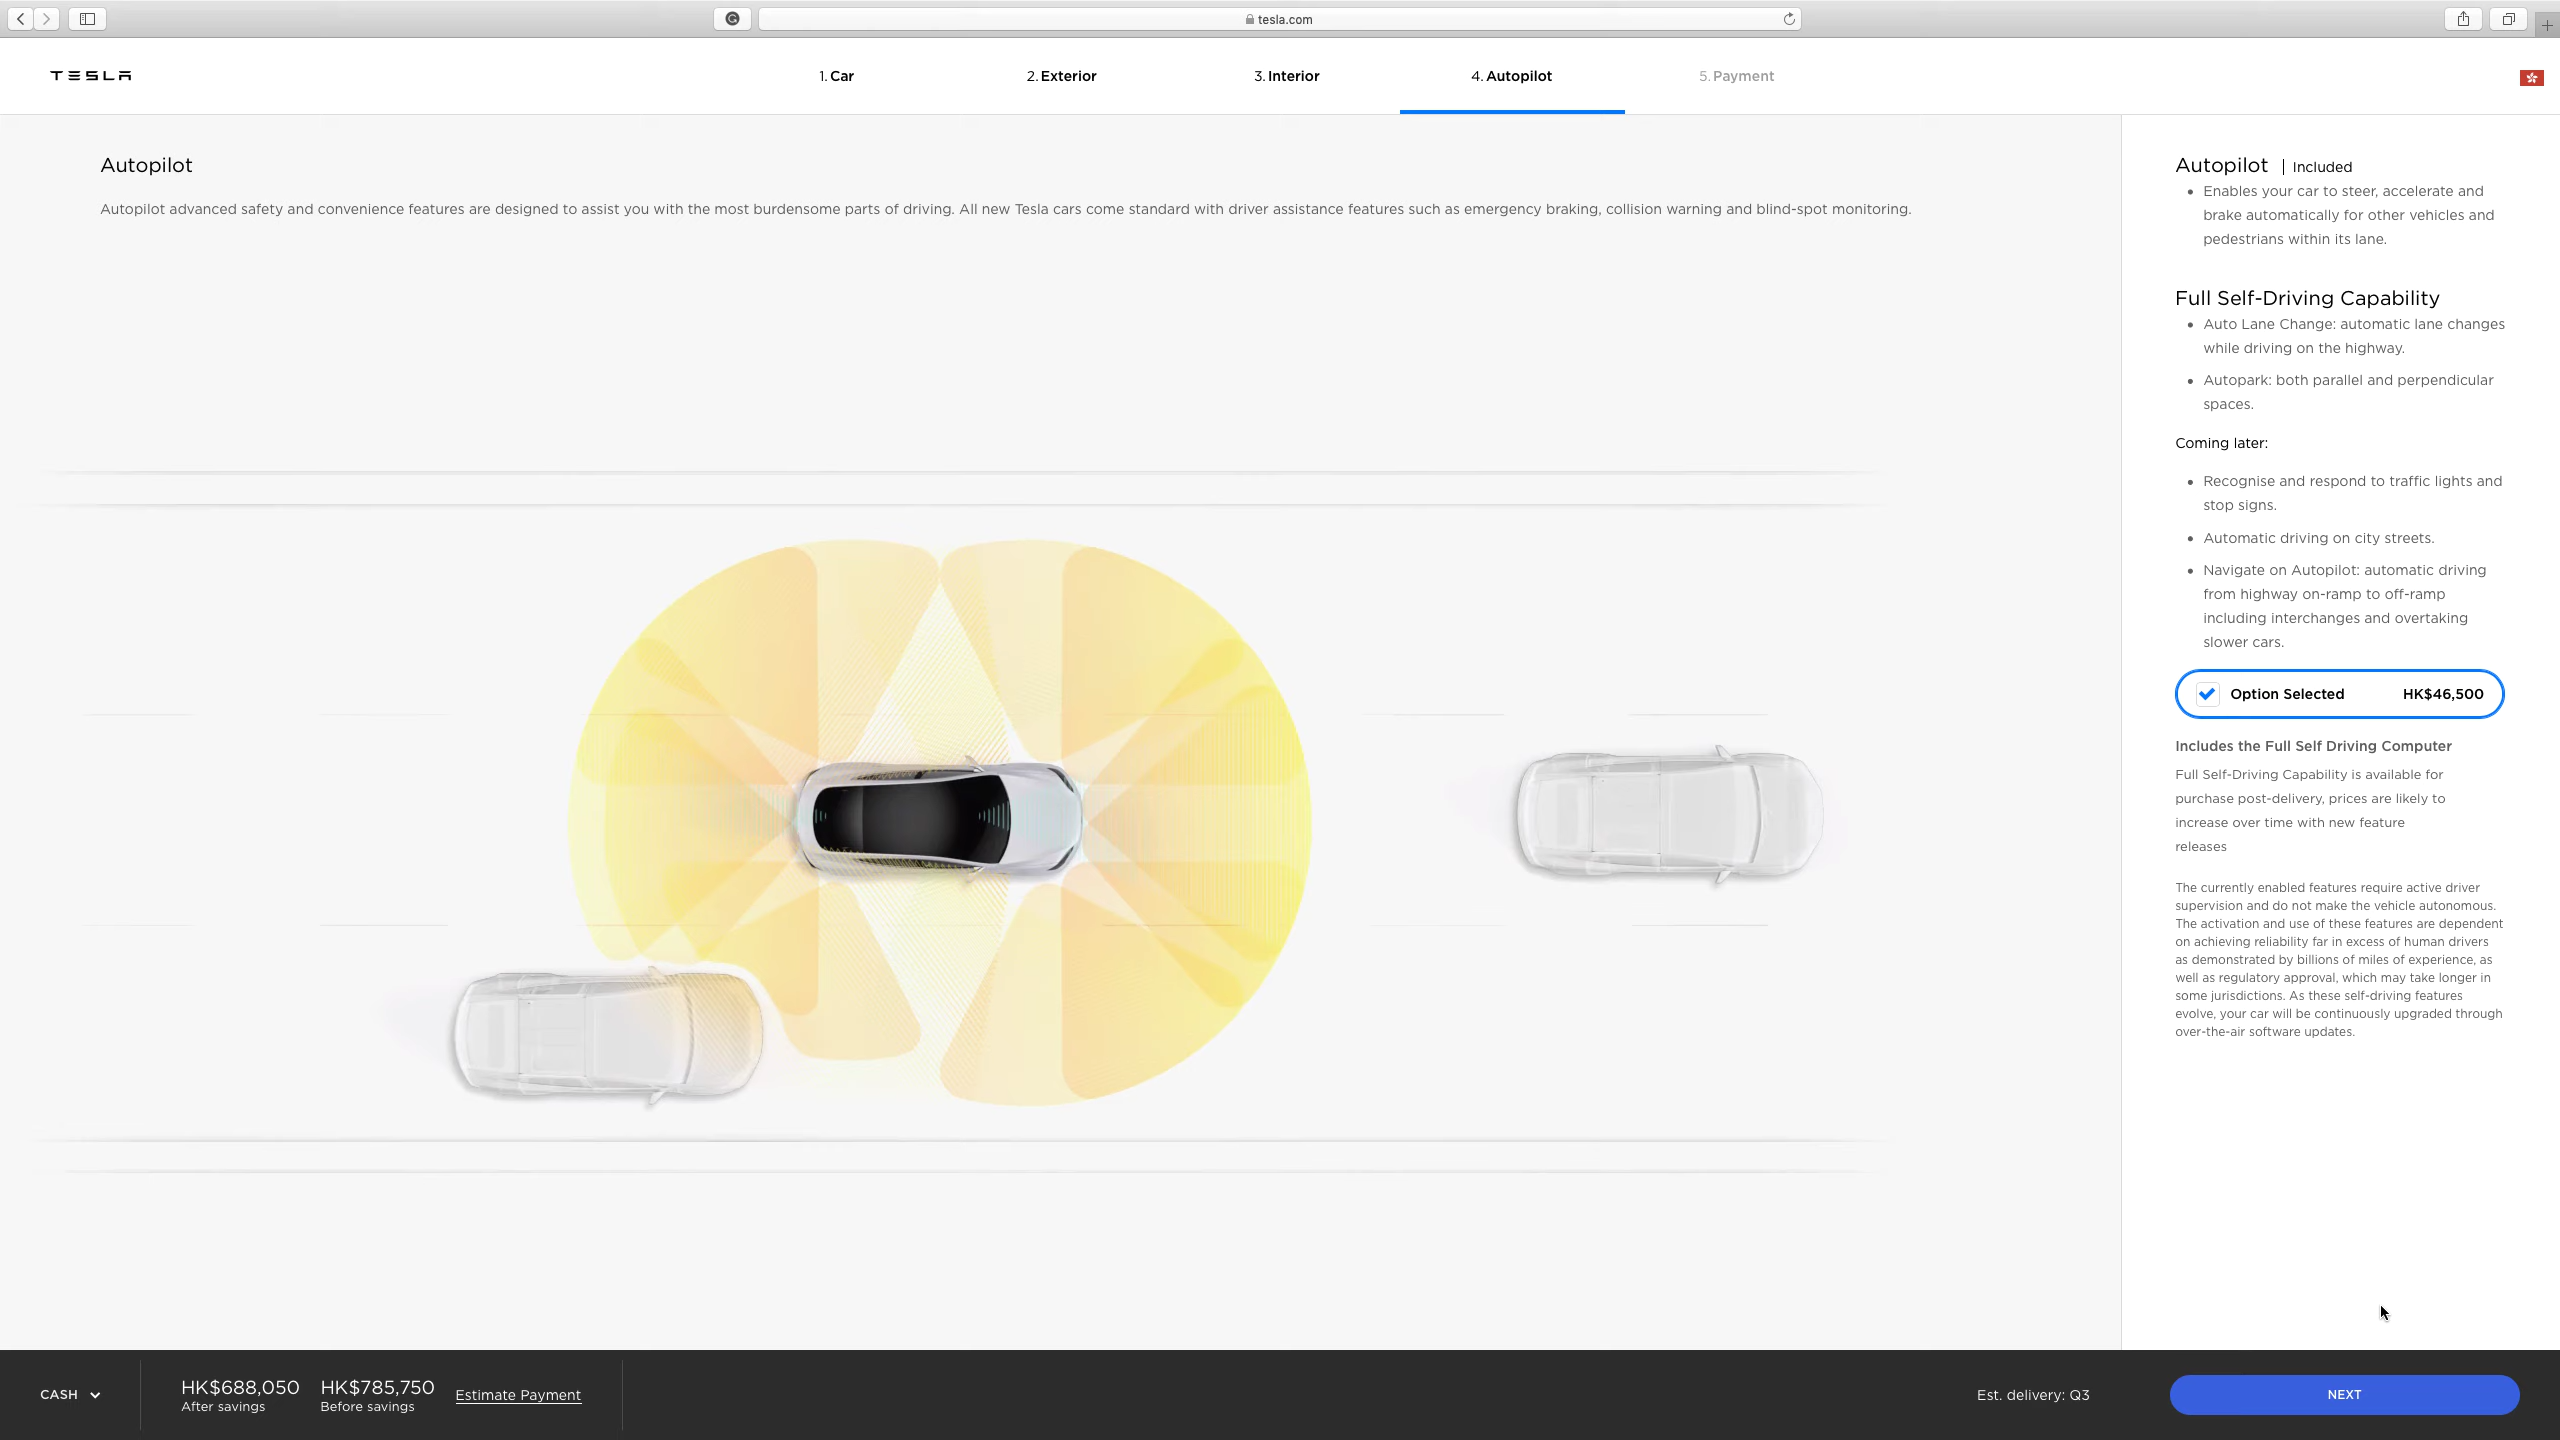 tesla.com
TESLA
1. Car
2. Exterior
3. Interior
4. Autopilot
5. Payment
Autopilot
Autopilot advanced safety and convenience features are designed to assist you with the most burdensome parts of driving. All new Tesla cars come standard with driver assistance features such as emergency braking, collision warning and blind-spot monitoring.
Autopilot | Included
• Enables your car to steer, accelerate and
brake automatically for other vehicles and
pedestrians within its lane.
Full Self-Driving Capability
• Auto Lane Change: automatic lane changes
while driving on the highway.
• Autopark: both parallel and perpendicular
spaces.
Coming later:
• Recognise and respond to traffic lights and
stop signs.
• Automatic driving on city streets.
• Navigate on Autopilot: automatic driving
from highway on-ramp to off-ramp
including interchanges and overtaking
slower cars.
Option Selected HK$46,500
Includes the Full Self Driving Computer
Full Self-Driving Capability is available for
purchase post-delivery, prices are likely to
increase over time with new feature
releases
The currently enabled features require active driver
supervision and do not make the vehicle autonomous.
The activation and use of these features are dependent
on achieving reliability far in excess of human drivers
as demonstrated by billions of miles of experience, as
well as regulatory approval, which may take longer in
some jurisdictions. As these self-driving features
evolve, your car will be continuously upgraded through
over-the-air software updates.
CASH
HK$688,050
After savings
HK$785,750
Before savings
Estimate Payment
Est. delivery: Q3
NEXT